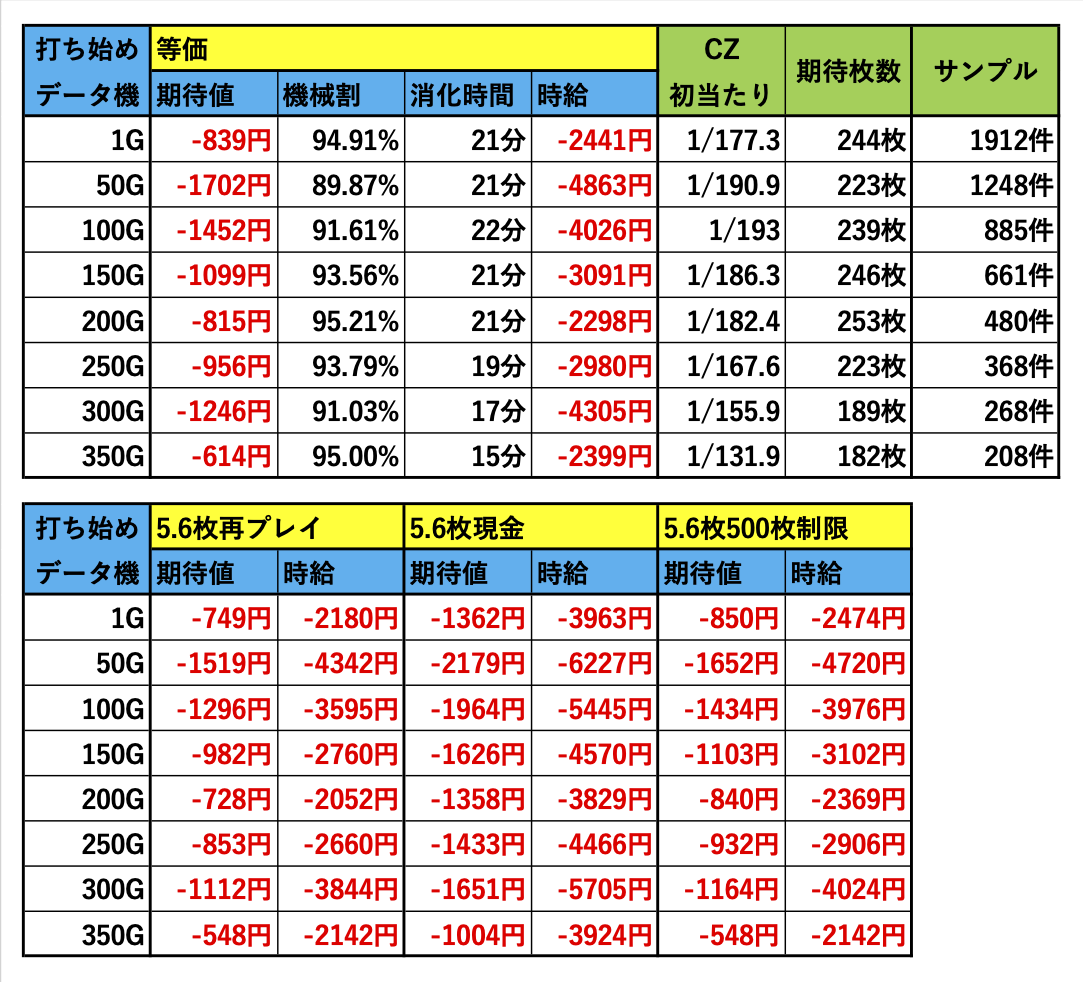 打ち始め 等価 CZ 期待枚数 サンプル
データ機 期待値 機械割 消化時間 時給 初当たり
1G -839円 94.91% 21分 -2441円 1/177.3 244枚 1912件
50G -1702円 89.87% 21分 -4863円 1/190.9 223枚 1248件
100G -1452円 91.61% 22分 -4026円 1/193 239枚 885件
150G -1099円 93.56% 21分 -3091円 1/186.3 246枚 661件
200G -815円 95.21% 21分 -2298円 1/182.4 253枚 480件
250G -956円 93.79% 19分 -2980円 1/167.6 223枚 368件
300G -1246円 91.03% 17分 -4305円 1/155.9 189枚 268件
350G -614円 95.00% 15分 -2399円 1/131.9 182枚 208件
打ち始め 5.6枚再プレイ 5.6枚現金 5.6枚500枚制限
データ機 期待値 時給 期待値 時給 期待値 時給
1G -749円 -2180円 -1362円 -3963円 -850円 -2474円
50G -1519円 -4342円 -2179円 -6227円 -1652円 -4720円
100G -1296円 -3595円 -1964円 -5445円 -1434円 -3976円
150G -982円 -2760円 -1626円 -4570円 -1103円 -3102円
200G -728円 -2052円 -1358円 -3829円 -840円 -2369円
250G -853円 -2660円 -1433円 -4466円 -932円 -2906円
300G -1112円 -3844円 -1651円 -5705円 -1164円 -4024円
350G -548円 -2142円 -1004円 -3924円 -548円 -2142円